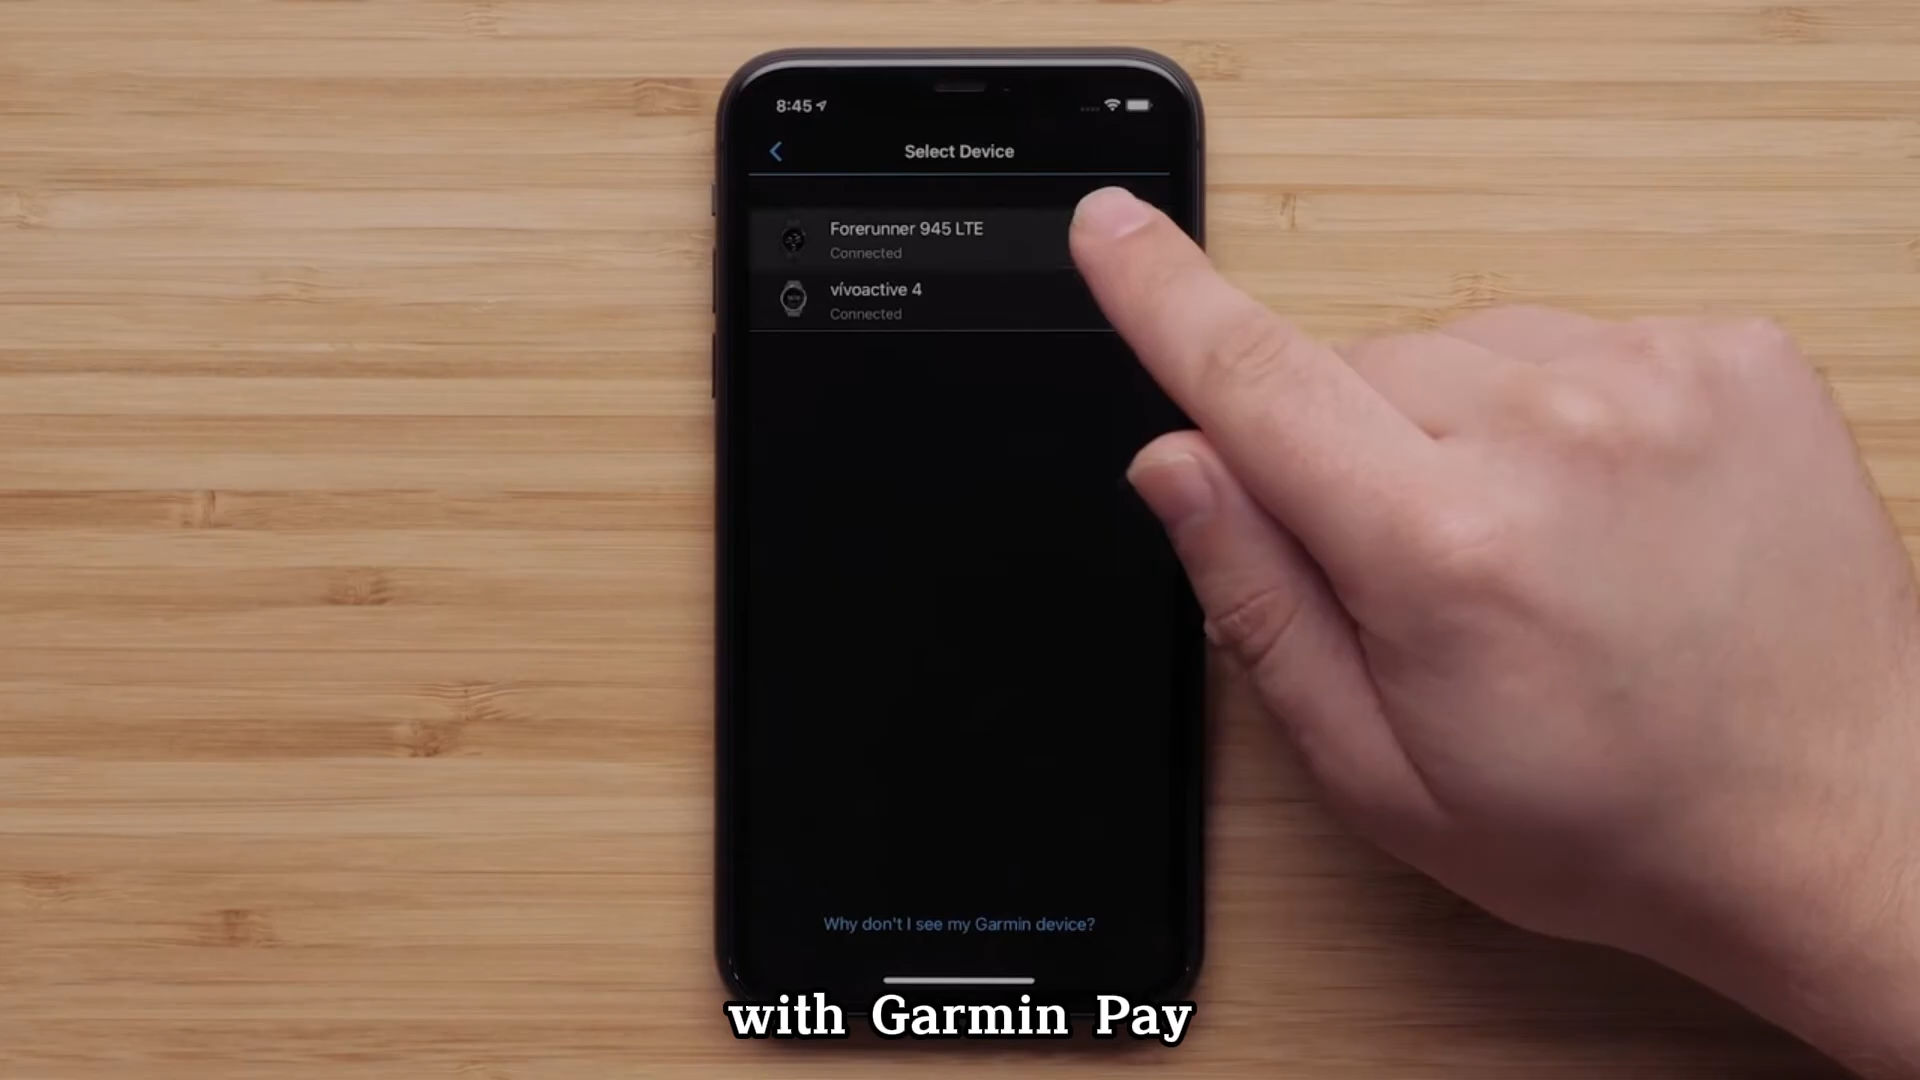 8:45
Select Device
Forerunner 945 LTE
Connected
vívoactive 4
Connected
Why don't I see my Garmin device?
with Garmin Pay